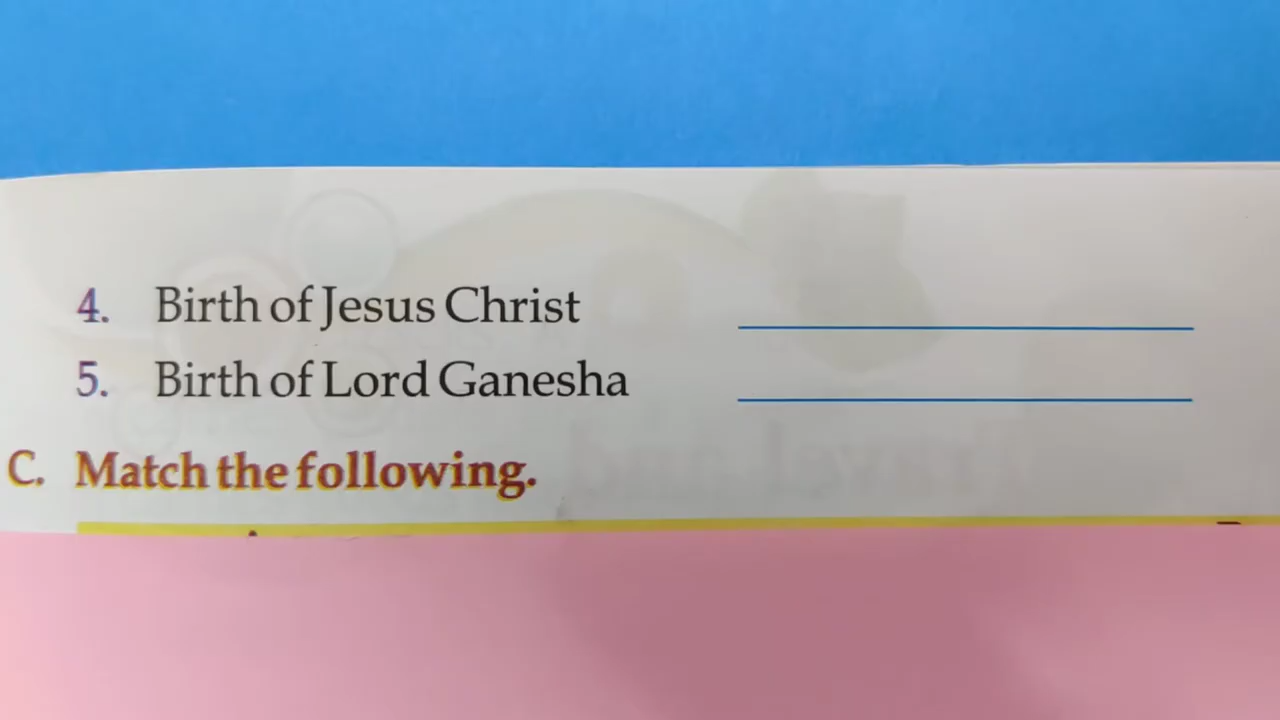 4. Birth of Jesus Christ
5. Birth of Lord Ganesha
C. Match the following.